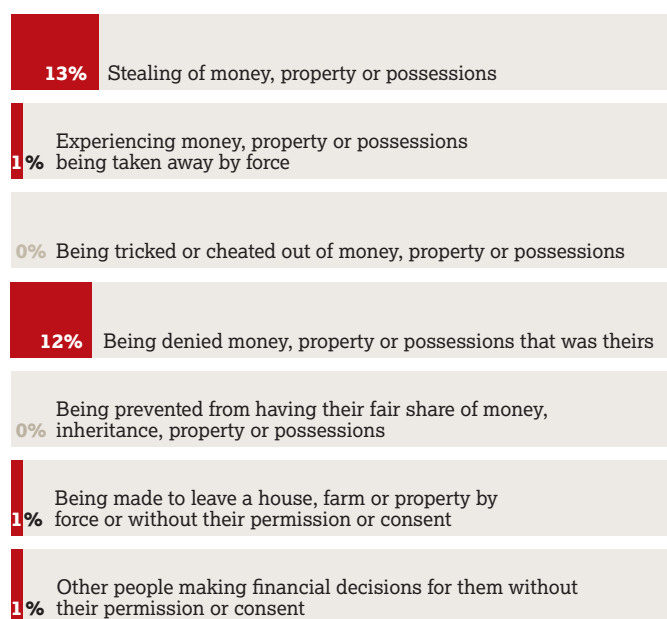 13% Stealing of money, property or possessions
Experiencing money, property or possessions
1% being taken away by force
0% Being tricked or cheated out of money, property or possessions
12% Being denied money, property or possessions that was theirs
Being prevented from having their fair share of money,
0% inheritance, property or possessions
Being made to leave a house, farm or property by
1% force or without their permission or consent
Other people making financial decisions for them without
1% their permission or consent